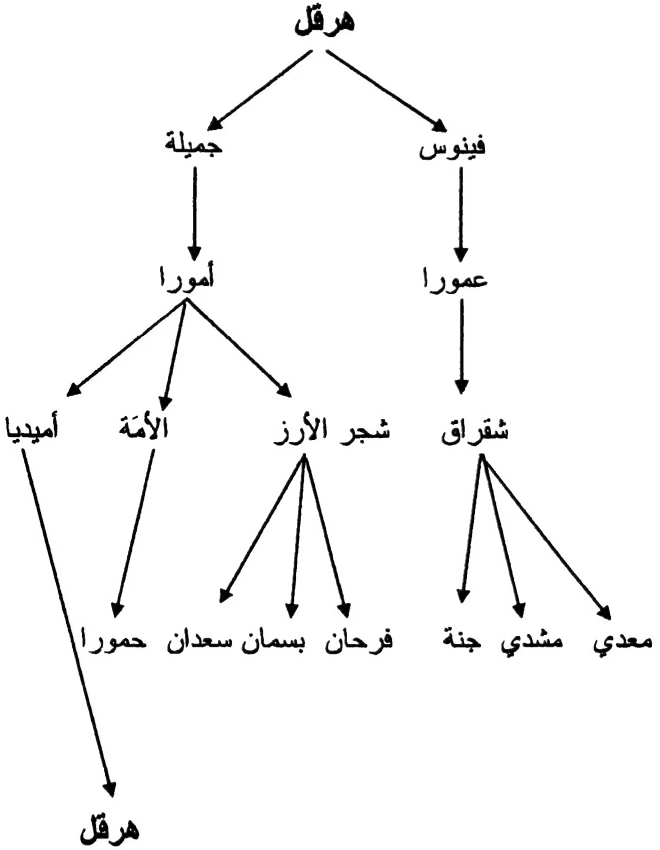 هرقل
فينوس جميلة
عمورا أمورا
شقراق شجر الأرز الأمَة أميديا
معدي مشدي جنة فرحان بسمان سعدان حمورا
هرقل